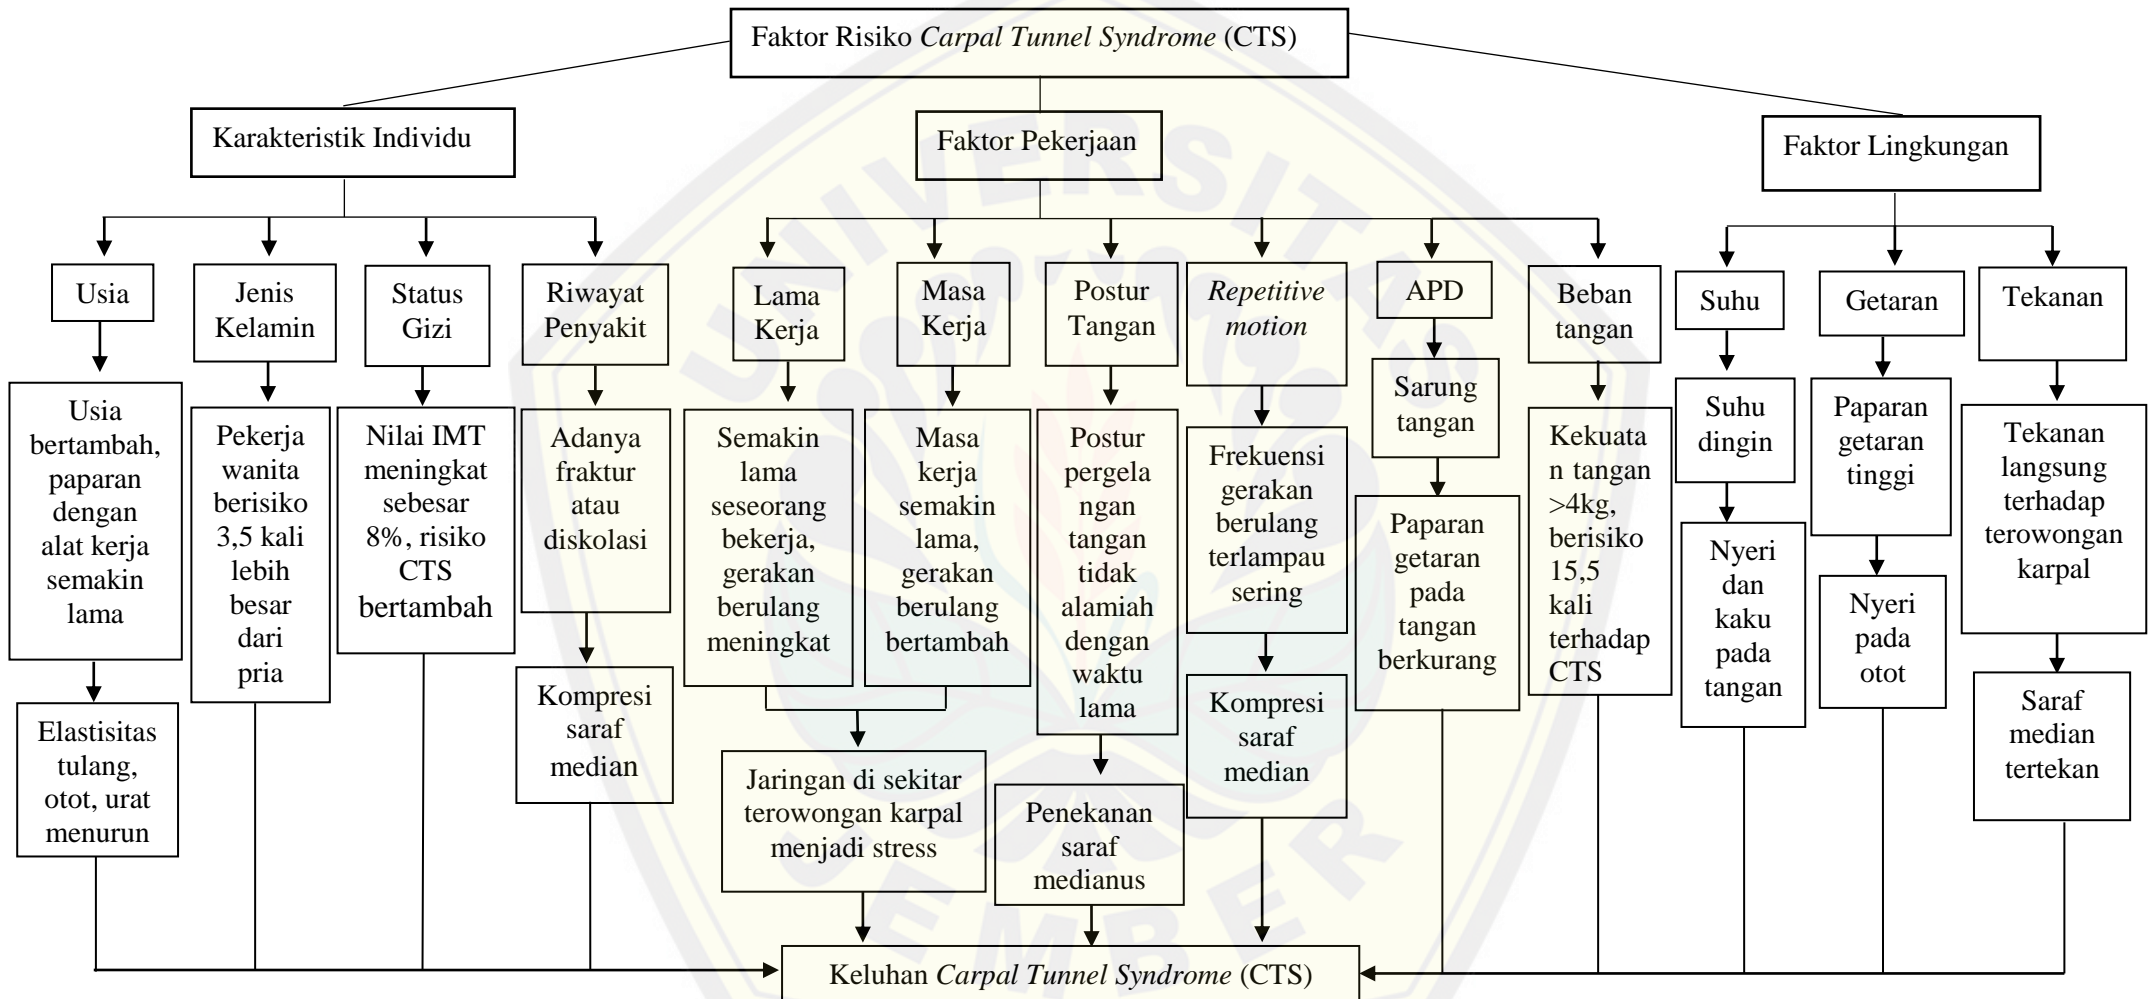 Faktor Risiko Carpal Tunnel Syndrome (CTS)
Karakteristik Individu
Faktor Pekerjaan
Faktor Lingkungan
Usia
Jenis
Kelamin
Status
Gizi
Riwayat
Penyakit
Lama
Kerja
Masa
Kerja
Postur
Tangan
Repetitive
motion
APD
Beban
tangan
Suhu
Getaran
Tekanan
Usia
bertambah,
paparan
dengan
alat kerja
semakin
lama
Pekerja
wanita
berisiko
3,5 kali
lebih
besar
dari
pria
Nilai IMT
meningkat
sebesar
8%, risiko
CTS
bertambah
Adanya
fraktur
atau
diskolasi
Semakin
lama
seseorang
bekerja,
gerakan
berulang
meningkat
Masa
kerja
semakin
lama,
gerakan
berulang
bertambah
Postur
pergela
ngan
tangan
tidak
alamiah
dengan
waktu
lama
Frekuensi
gerakan
berulang
terlampau
sering
Sarung
tangan
Paparan
getaran
pada
tangan
berkurang
Kekuata
n tangan
>4kg,
berisiko
15,5
kali
terhadap
CTS
Suhu
dingin
Paparan
getaran
tinggi
Tekanan
langsung
terhadap
terowongan
karpal
Elastisitas
tulang,
otot, urat
menurun
Kompresi
saraf
median
Jaringan di sekitar
terowongan karpal
menjadi stress
Penekanan
saraf
medianus
Kompresi
saraf
median
Nyeri
dan
kaku
pada
tangan
Nyeri
pada
otot
Saraf
median
tertekan
Keluhan Carpal Tunnel Syndrome (CTS)
UNIVERSITAS
JEMBER